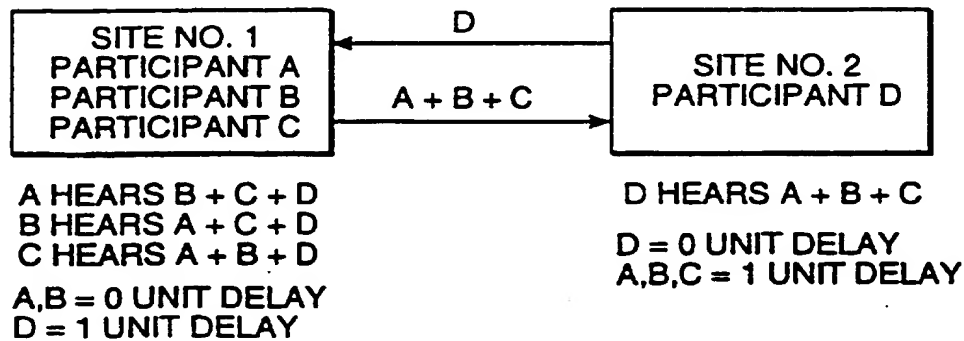 SITE NO. 1
PARTICIPANT A
PARTICIPANT B
PARTICIPANT C
D
A + B + C
SITE NO. 2
PARTICIPANT D
A HEARS B + C + D
B HEARS A + C + D
C HEARS A + B + D
A,B = 0 UNIT DELAY
D = 1 UNIT DELAY
D HEARS A + B + C
D = 0 UNIT DELAY
A,B,C = 1 UNIT DELAY